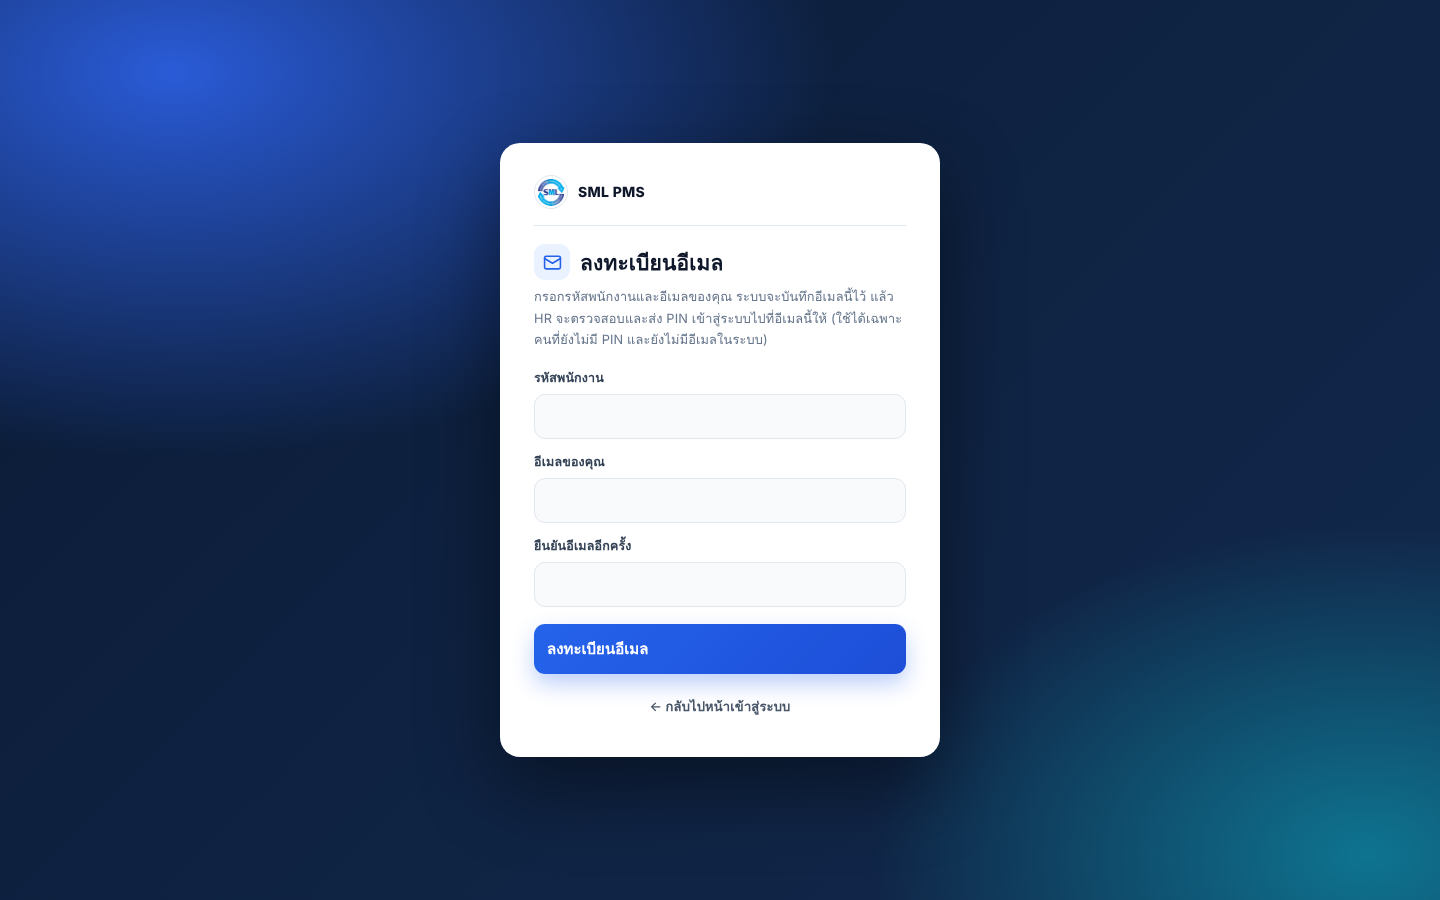 SML
SML PMS
ลงทะเบียนอีเมล
กรอกรหัสพนักงานและอีเมลของคุณ ระบบจะบันทึกอีเมลนี้ไว้ แล้ว
HR จะตรวจสอบและส่ง PIN เข้าสู่ระบบไปที่อีเมลนี้ให้ (ใช้ได้เฉพาะ
คนที่ยังไม่มี PIN และยังไม่มีอีเมลในระบบ)
รหัสพนักงาน
อีเมลของคุณ
ยืนยันอีเมลอีกครั้ง
ลงทะเบียนอีเมล
← กลับไปหน้าเข้าสู่ระบบ